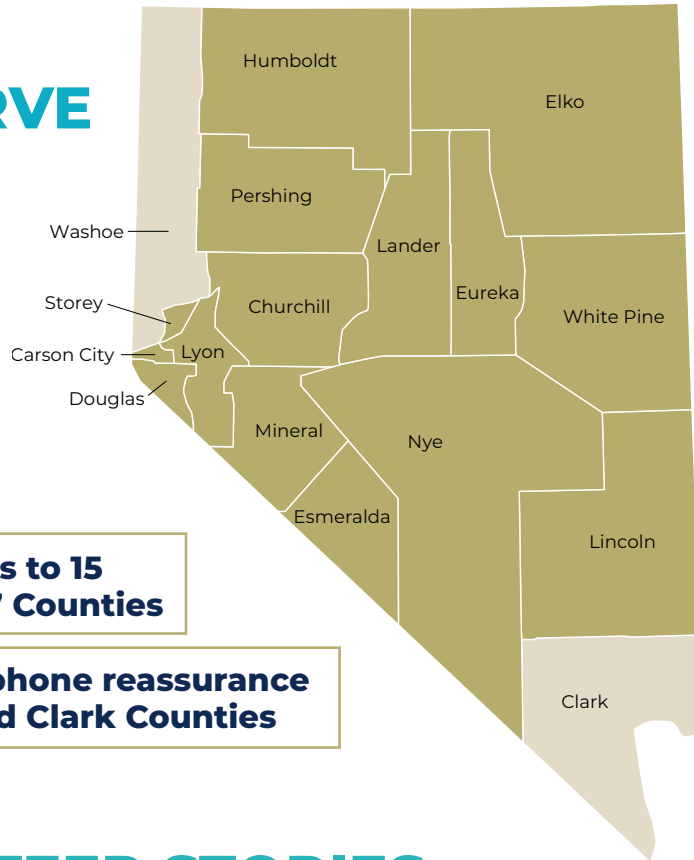 RVE
Humboldt
Elko
Pershing
Washoe
Lander
Eureka
Storey
Churchill
White Pine
Carson City
Lyon
Douglas
Mineral
Nye
Esmeralda
Lincoln
s to 15
Counties
phone reassurance
d Clark Counties
Clark